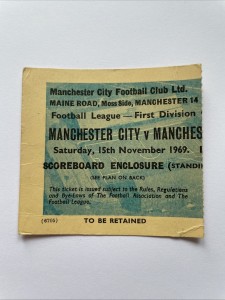 Manchester City Football Club Ltd.
MAINE ROAD, Moss Side, MANCHESTER 14
Football League — First Division
MANCHESTER CITY v MANCHES
Saturday, 15th November 1969.
SCOREBOARD ENCLOSURE (STANDI
(SEE PLAN ON BACK)
This ticket is issued subject to the Rules, Regulations
and Bye-Laws of The Football Association and The
Football League.
TO BE RETAINED